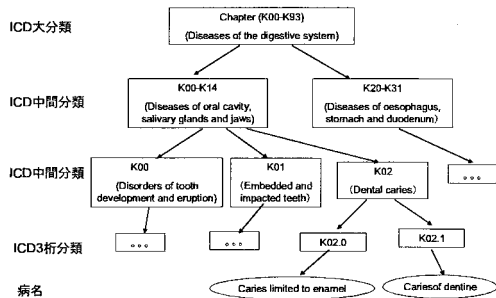 ICD大分類
Chapter (K00-K93)
(Diseases of the digestive system)
ICD中間分類
K00-K14
(Diseases of oral cavity,
salivary glands and jaws)
K20-K31
(Diseases of oesophagus,
stomach and duodenum)
ICD中間分類
K00
(Disorders of tooth
development and eruption)
K01
(Embedded and
impacted teeth)
K02
(Dental caries)
。。。
ICD3桁分類
。。。
。。。
K02.0
K02.1
病名
Caries limited to enamel
Cariesof dentine